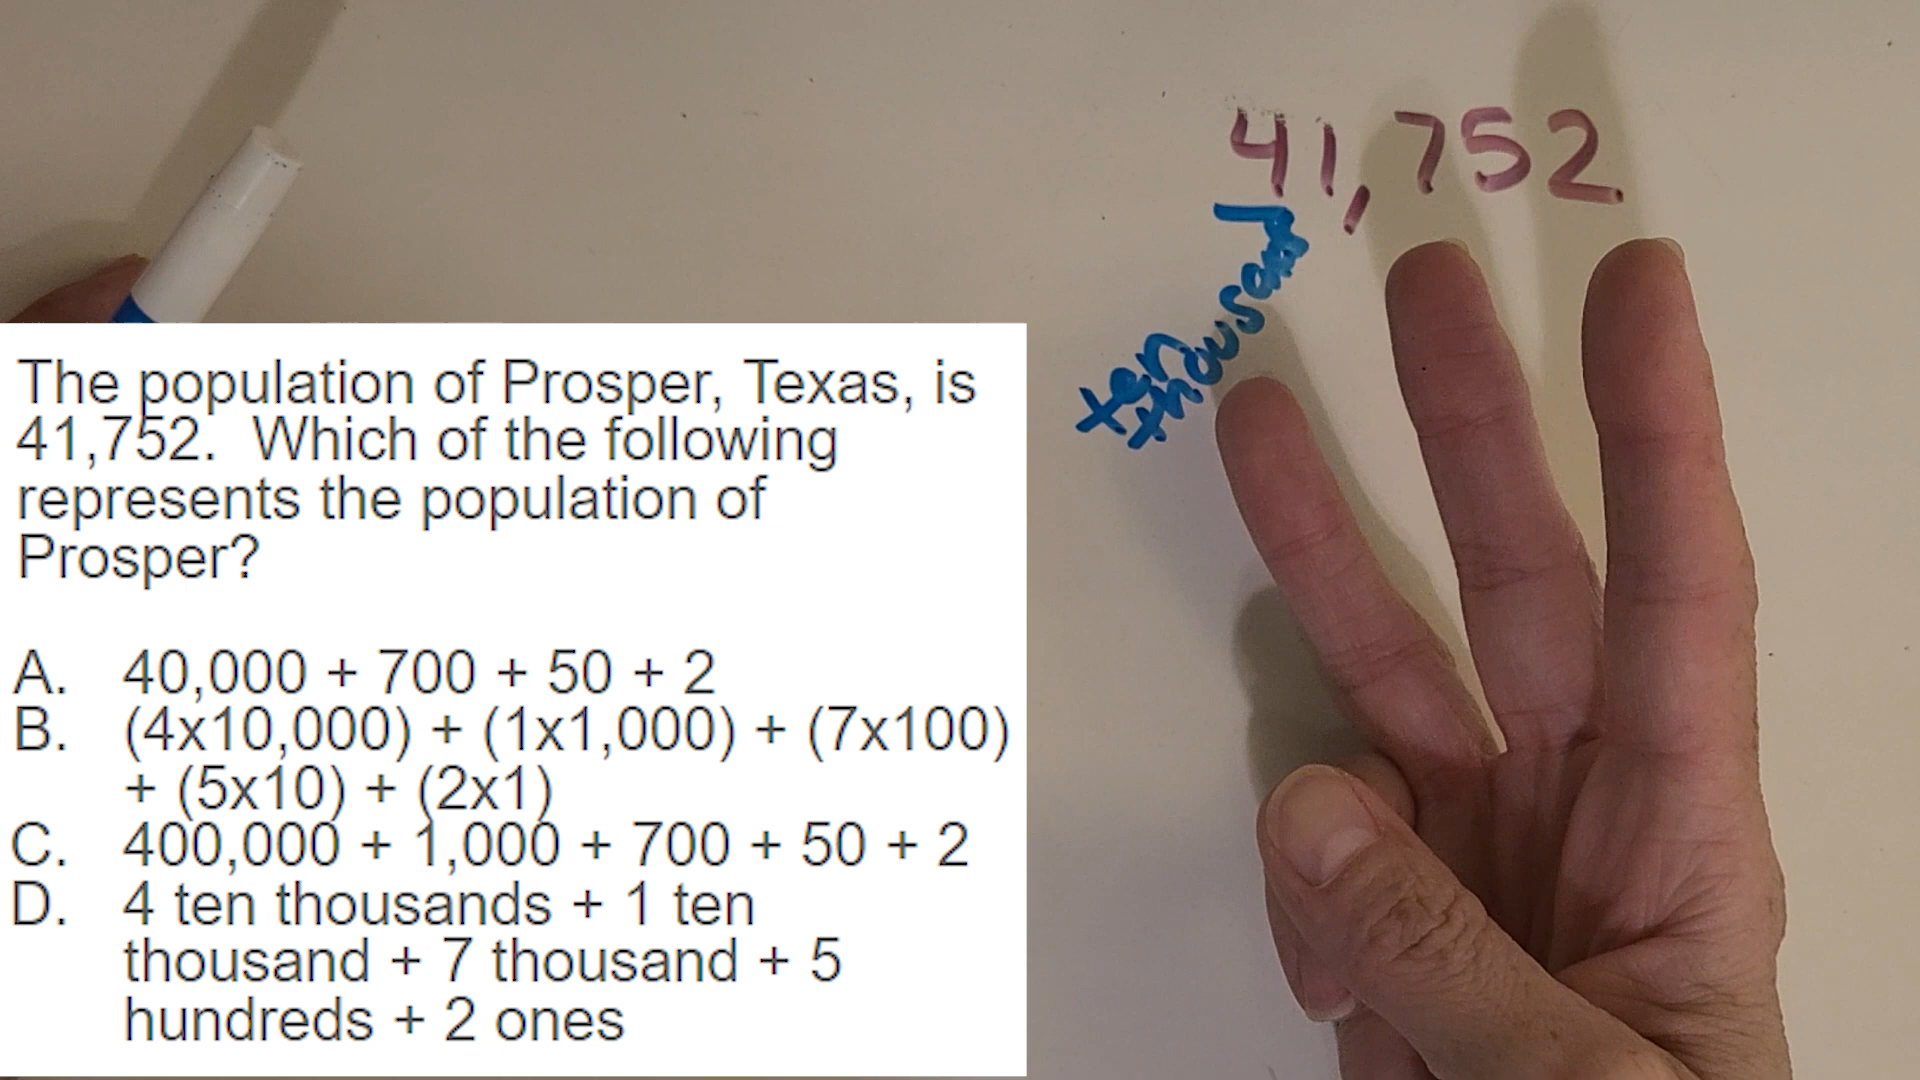 41,752
ten
thousand
The population of Prosper, Texas, is
41,752. Which of the following
represents the population of
Prosper?
A. 40,000 + 700 + 50 + 2
B. (4x10,000) + (1x1,000) + (7x100)
+ (5x10) + (2x1)
C. 400,000 + 1,000 + 700 + 50 + 2
D. 4 ten thousands + 1 ten
thousand + 7 thousand + 5
hundreds + 2 ones